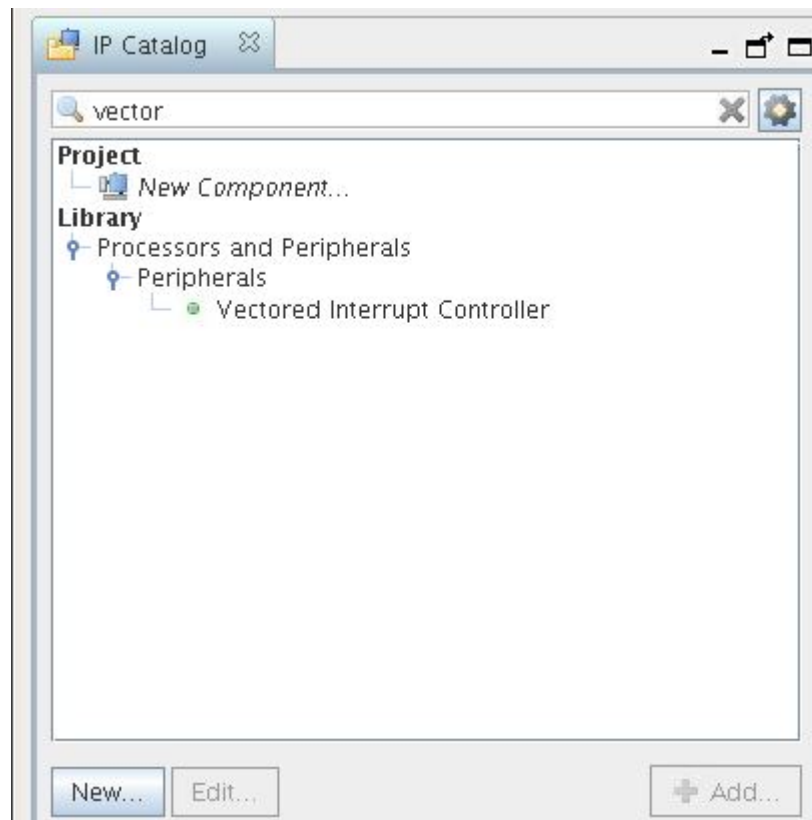 IP Catalog
vector
Project
New Component...
Library
Processors and Peripherals
Peripherals
Vectored Interrupt Controller
New... Edit... Add...